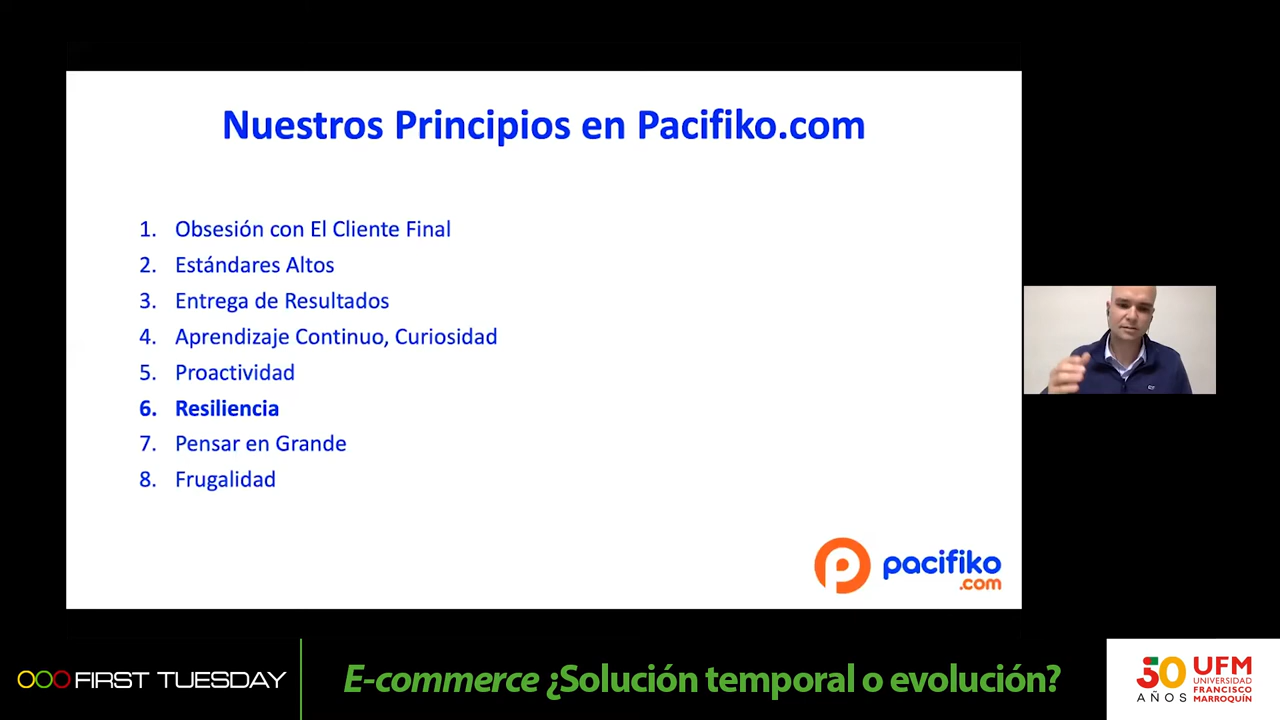 Nuestros Principios en Pacifiko.com
1. Obsesión con El Cliente Final
2. Estándares Altos
3. Entrega de Resultados
4. Aprendizaje Continuo, Curiosidad
5. Proactividad
6. Resiliencia
7. Pensar en Grande
8. Frugalidad
pacifiko
.com
FIRST TUESDAY
E-commerce ¿Solución temporal o evolución?
50
AÑOS
UFM
UNIVERSIDAD
FRANCISCO
MARROQUÍN